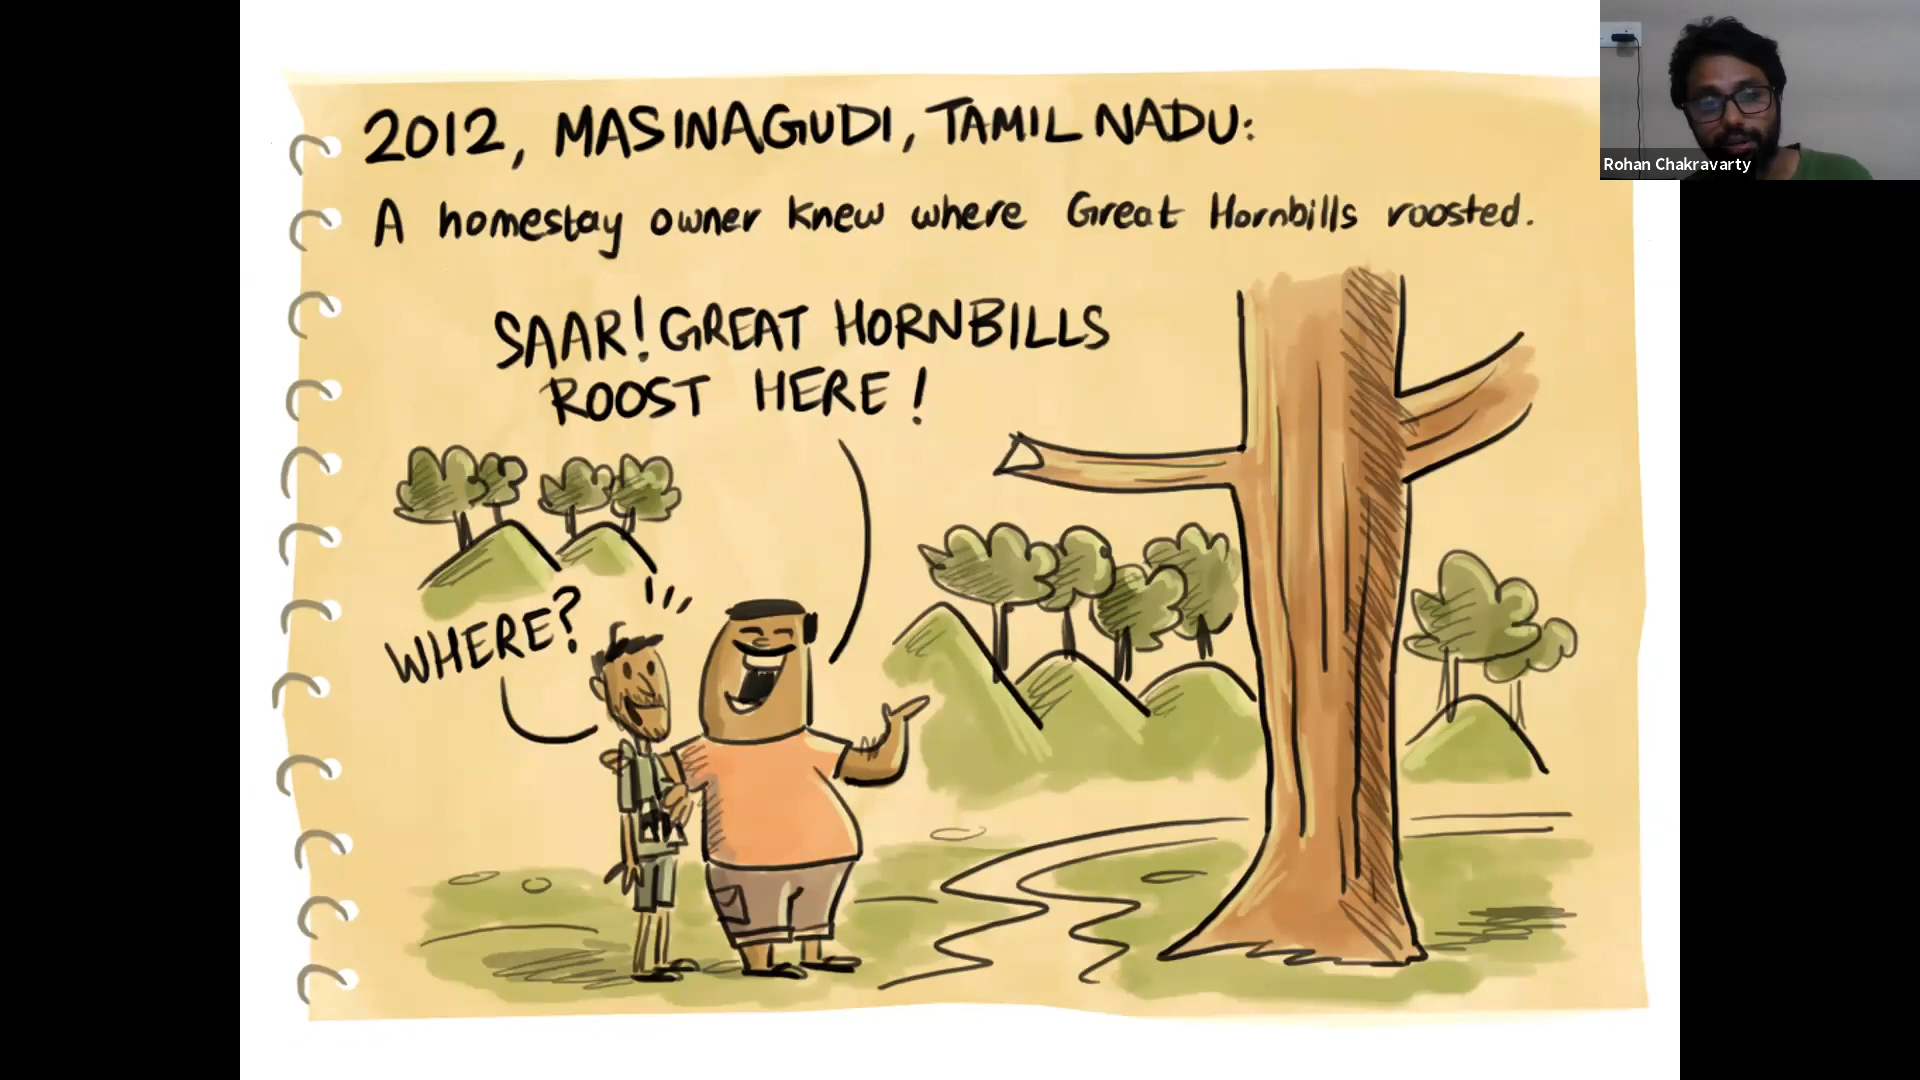 2012, MASINAGUDI, TAMIL NADU:
A homestay owner knew where Great Hornbills roosted.
SAAR! GREAT HORNBILLS
ROOST HERE!
WHERE?
Rohan Chakravarty